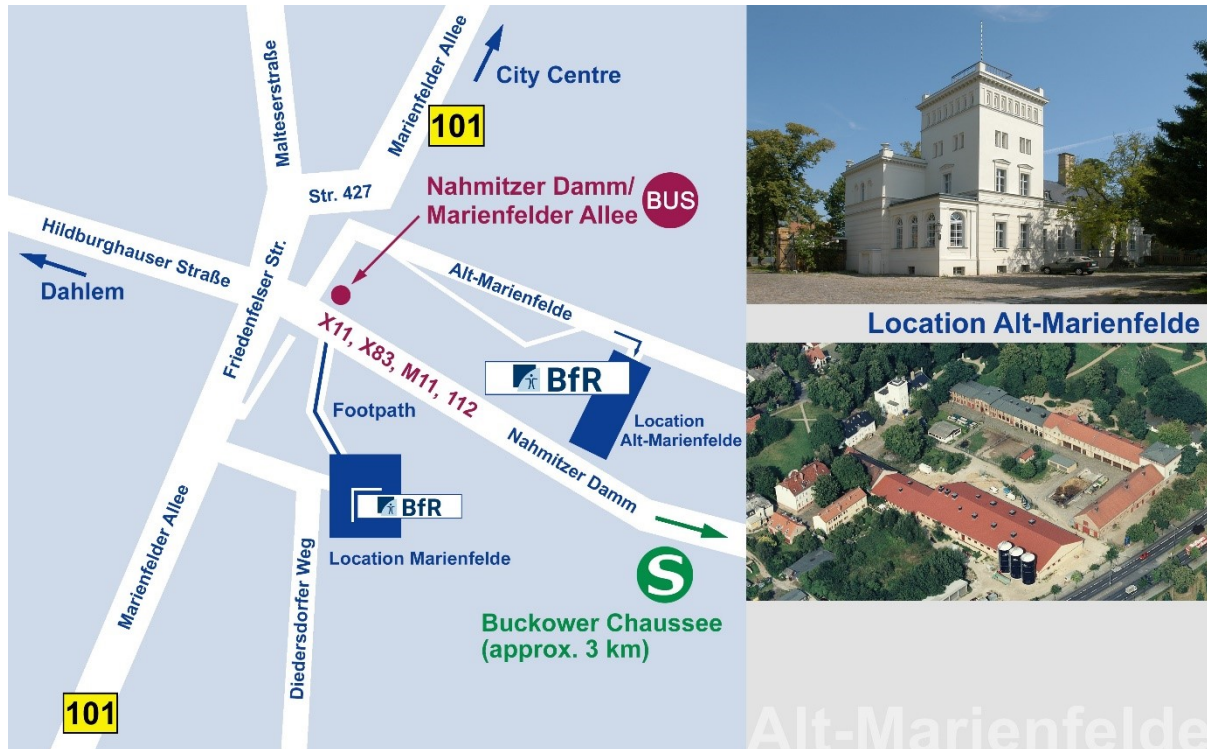 Malteserstraße
Marienfelder Allee
City Centre
101
Str. 427
Nahmitzer Damm/
Marienfelder Allee
BUS
Hildburghauser Straße
Dahlem
Friedenfelser Str.
Alt-Marienfelde
X11, X83, M11, 112
BfR
Footpath
Location
Alt-Marienfelde
Nahmitzer Damm
BfR
Location Marienfelde
Marienfelder Allee
Diedersdorfer Weg
S
Buckower Chaussee
(approx. 3 km)
101
Location Alt-Marienfelde
Alt-Marienfelde